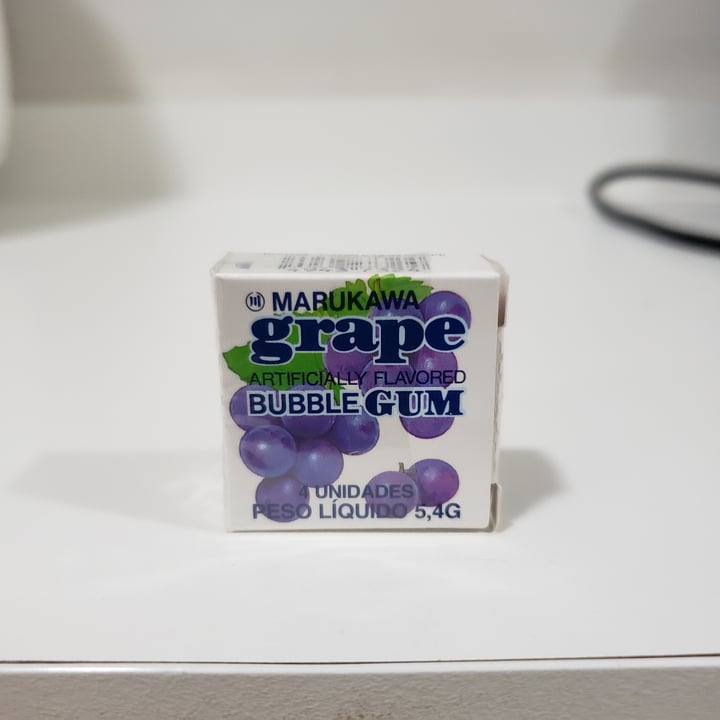 MARUKAWA
grape
ARTIFICIALLY FLAVORED
BUBBLE GUM
4 UNIDADES
PESO LÍQUIDO 5,4G